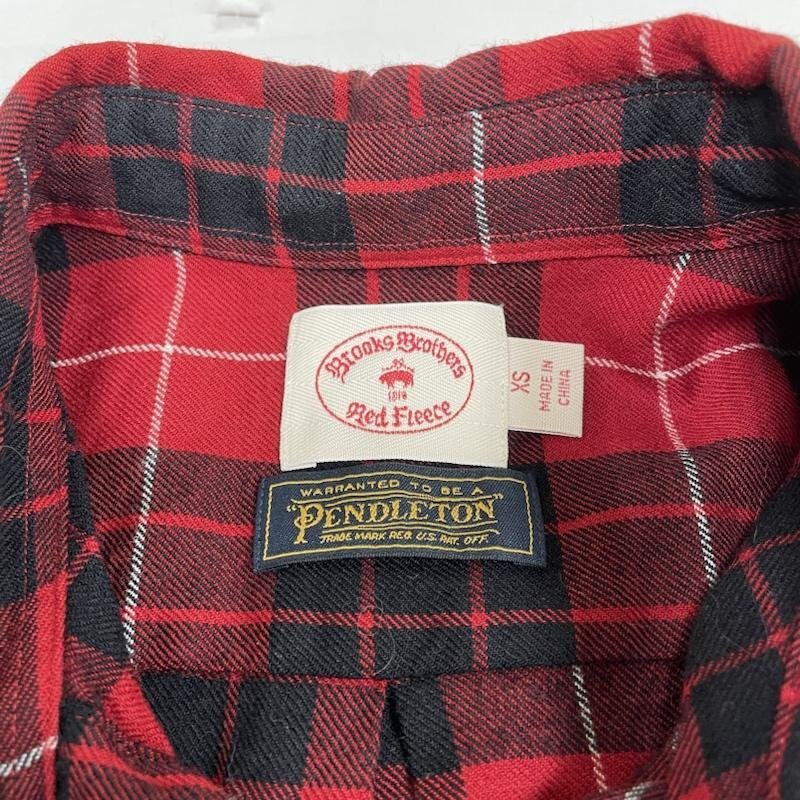 Brooks Brothers
1818
Red Fleece
XS
MADE IN
CHINA
WARRANTED TO BE A
"PENDLETON"
TRADE MARK REG. U.S. PAT. OFF.